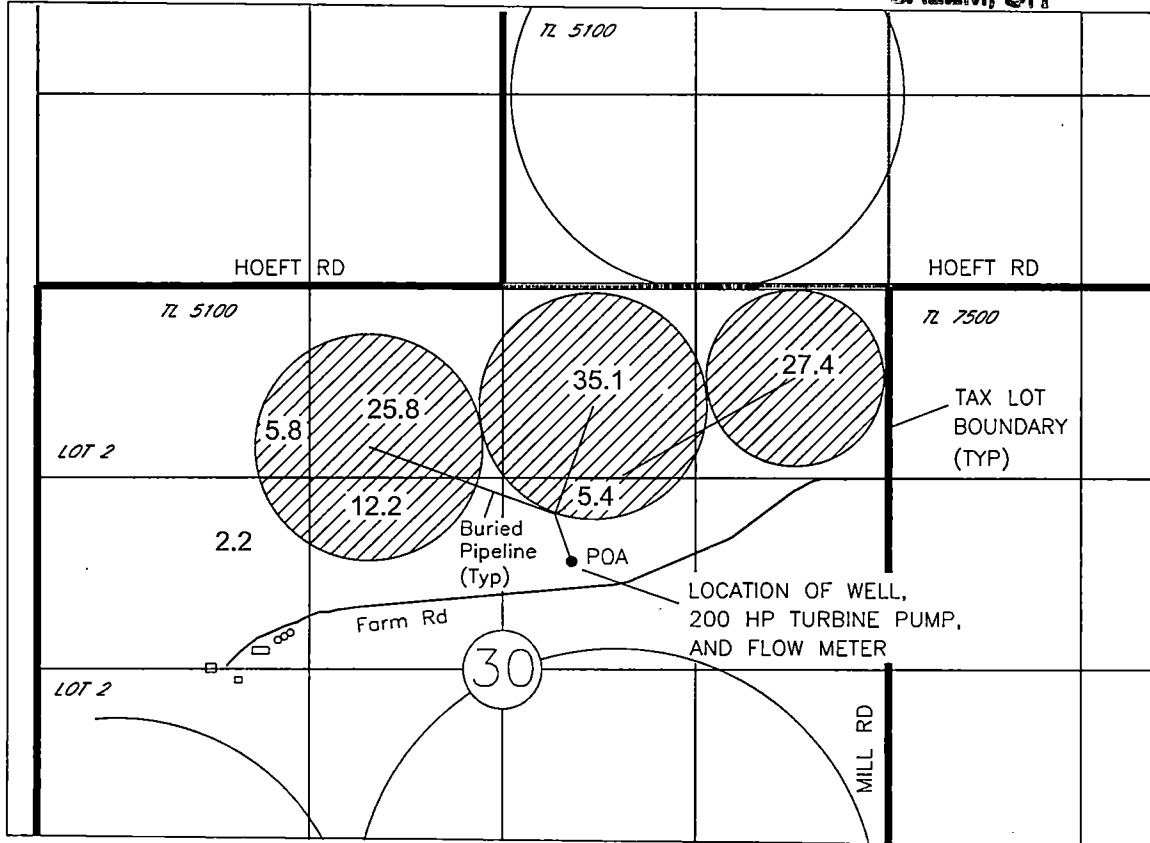 TL 5100
HOEFT RD
HOEFT RD
TL 5100
TL 7500
27.4
35.1
25.8
5.8
TAX LOT
BOUNDARY
(TYP)
LOT 2
5.4
12.2
Buried
Pipeline
(Typ)
2.2
POA
LOCATION OF WELL,
200 HP TURBINE PUMP,
AND FLOW METER
Farm Rd
30
LOT 2
MILL RD